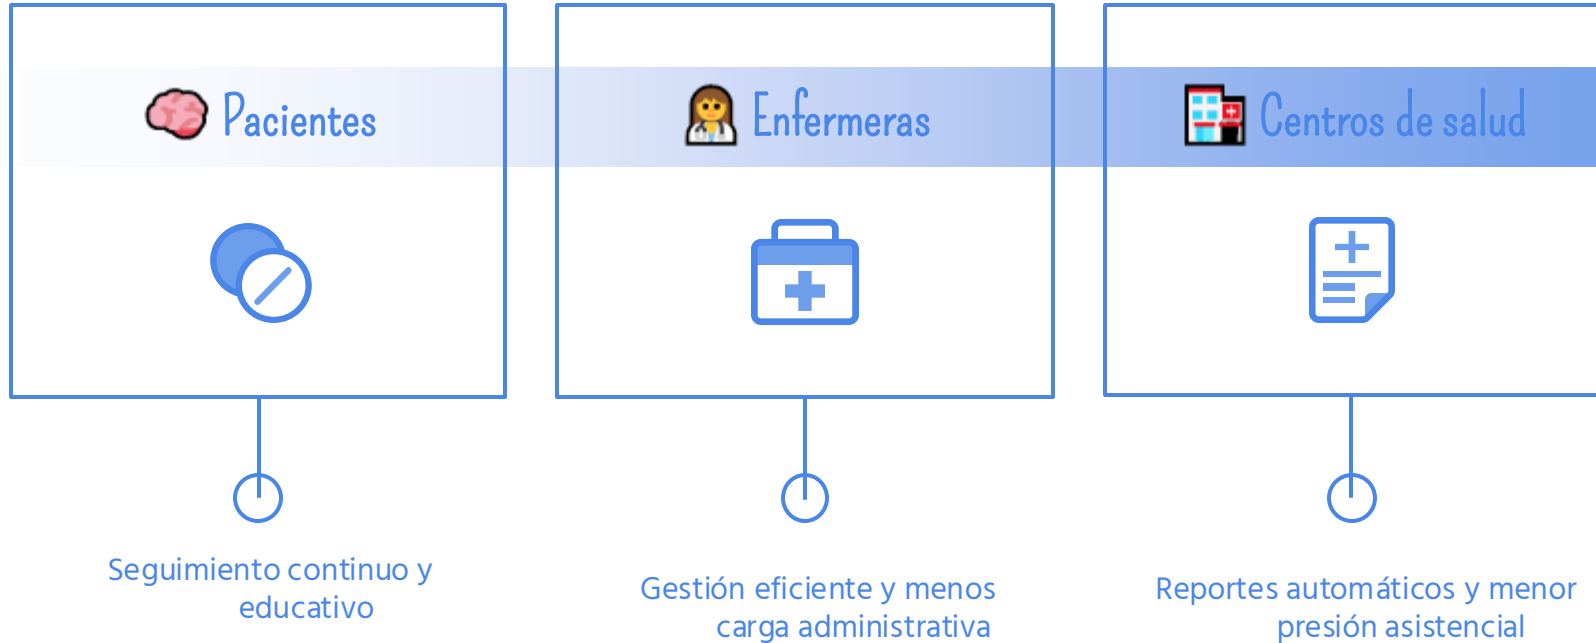 Pacientes
Enfermeras
Centros de salud
Seguimiento continuo y
educativo
Gestión eficiente y menos
carga administrativa
Reportes automáticos y menor
presión asistencial